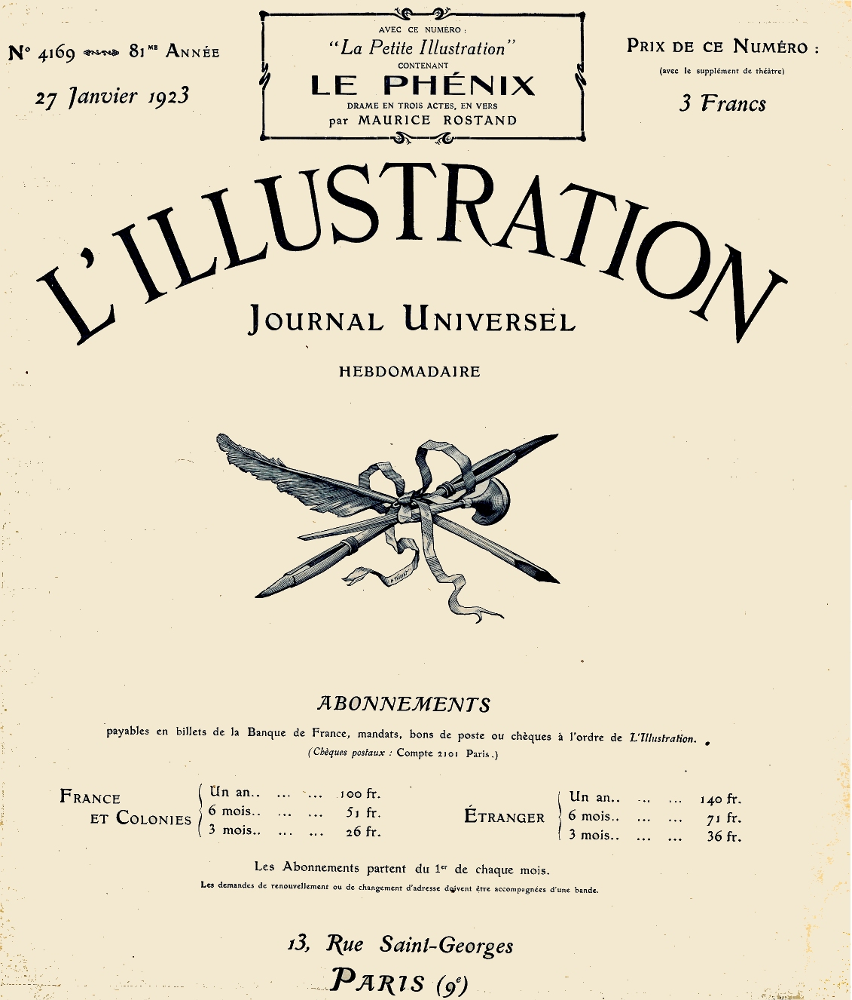 N° 4169 81ME ANNÉE
27 Janvier 1923
AVEC CE NUMÉRO :
“La Petite Illustration”
CONTENANT
LE PHÉNIX
DRAME EN TROIS ACTES, EN VERS
par MAURICE ROSTAND
PRIX DE CE NUMÉRO :
(avec le supplément de théâtre)
3 Francs
L'ILLUSTRATION
JOURNAL UNIVERSEL
HEBDOMADAIRE
ABONNEMENTS
payables en billets de la Banque de France, mandats, bons de poste ou chèques à l'ordre de L'Illustration.
(Chèques postaux : Compte 2101 Paris.)
FRANCE
ET COLONIES
Un an.. ... ... 100 fr.
6 mois.. ... ... 51 fr.
3 mois.. ... ... 26 fr.
ÉTRANGER
Un an.. ... ... 140 fr.
6 mois.. ... ... 71 fr.
3 mois.. ... ... 36 fr.
Les Abonnements partent du 1er de chaque mois.
Les demandes de renouvellement ou de changement d'adresse doivent être accompagnées d'une bande.
13, Rue Saint-Georges
PARIS (9e)